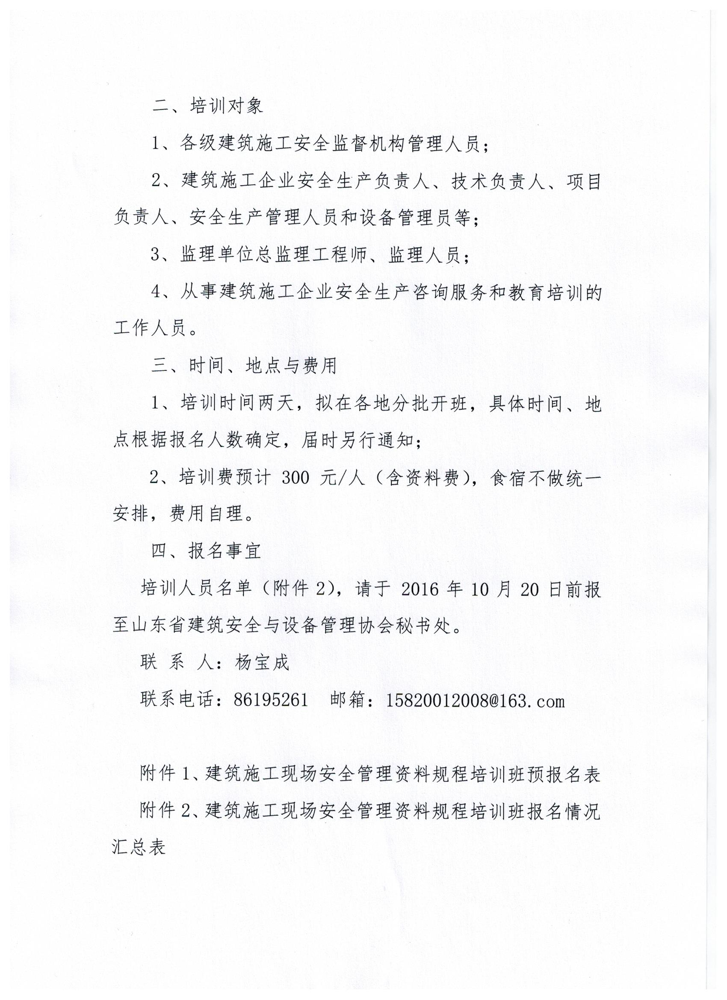 二、培训对象
1、各级建筑施工安全监督机构管理人员；
2、建筑施工企业安全生产负责人、技术负责人、项目
负责人、安全生产管理人员和设备管理员等；
3、监理单位总监理工程师、监理人员；
4、从事建筑施工企业安全生产咨询服务和教育培训的
工作人员。
三、时间、地点与费用
1、培训时间两天，拟在各地分批开班，具体时间、地
点根据报名人数确定，届时另行通知；
2、培训费预计 300 元/人（含资料费），食宿不做统一
安排，费用自理。
四、报名事宜
培训人员名单（附件2），请于 2016 年 10 月 20 日前报
至山东省建筑安全与设备管理协会秘书处。
联 系 人：杨宝成
联系电话：86195261 邮箱：15820012008@163.com
附件1、建筑施工现场安全管理资料规程培训班预报名表
附件2、建筑施工现场安全管理资料规程培训班报名情况
汇总表